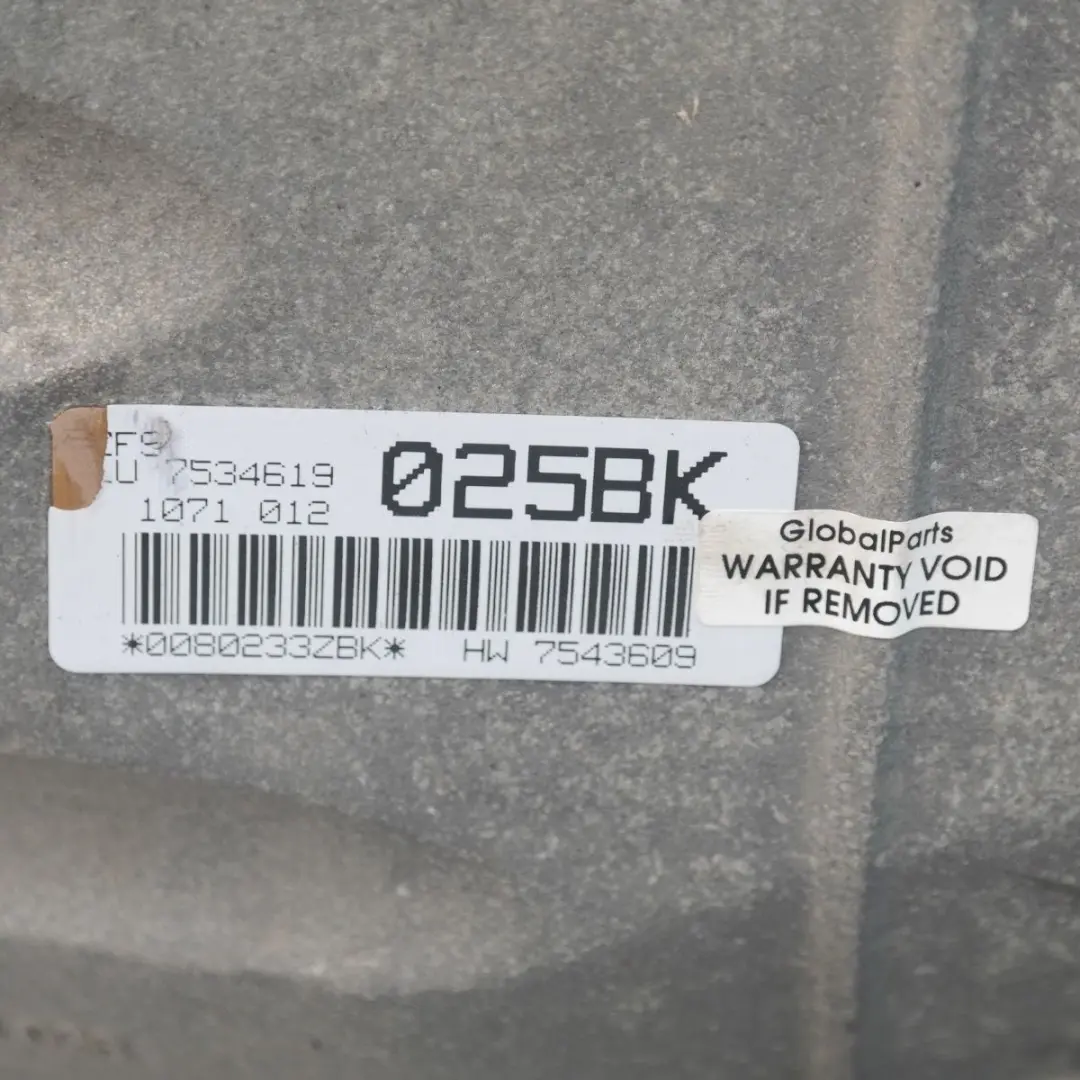 7534619
1071 012
025BK
*0080233ZBK* HW 7543609
GlobalParts
WARRANTY VOID
IF REMOVED